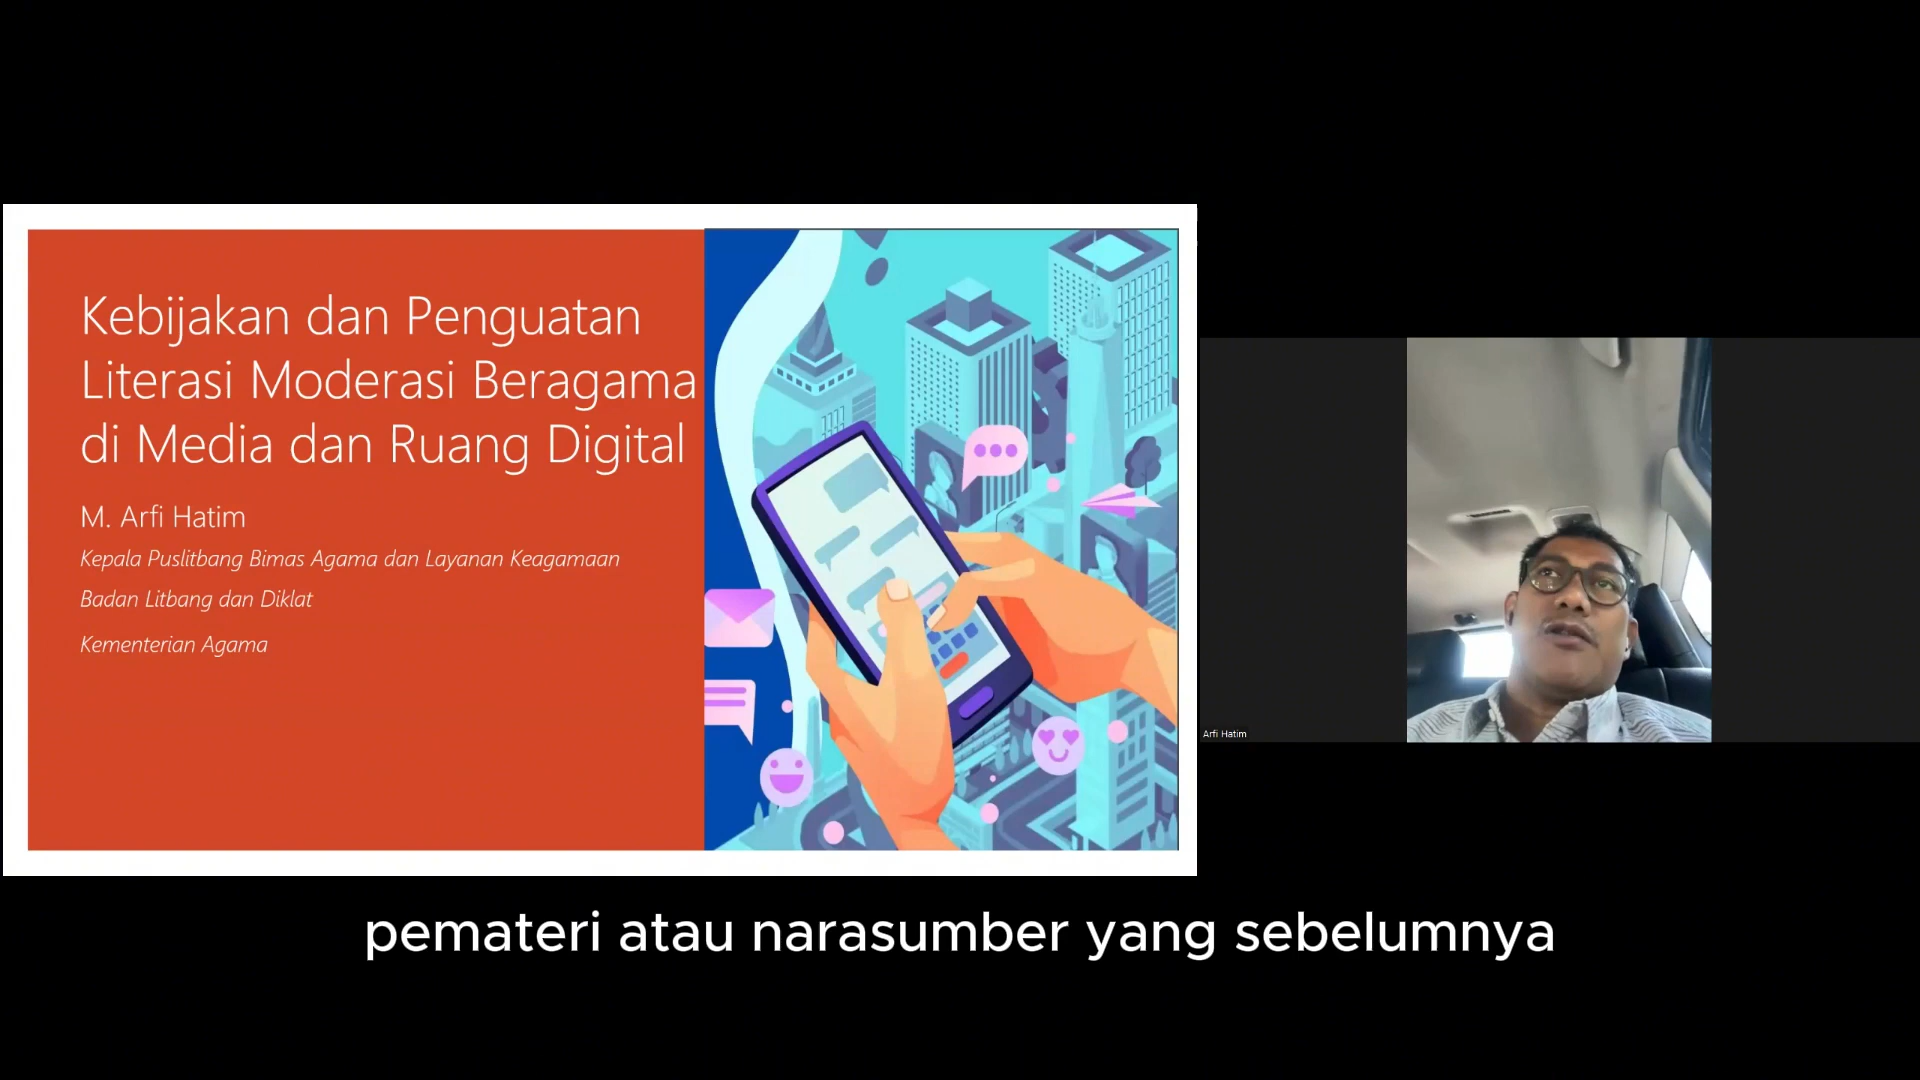 Kebijakan dan Penguatan
Literasi Moderasi Beragama
di Media dan Ruang Digital
M. Arfi Hatim
Kepala Puslitbang Bimas Agama dan Layanan Keagamaan
Badan Litbang dan Diklat
Kementerian Agama
Arfi Hatim
pemateri atau narasumber yang sebelumnya